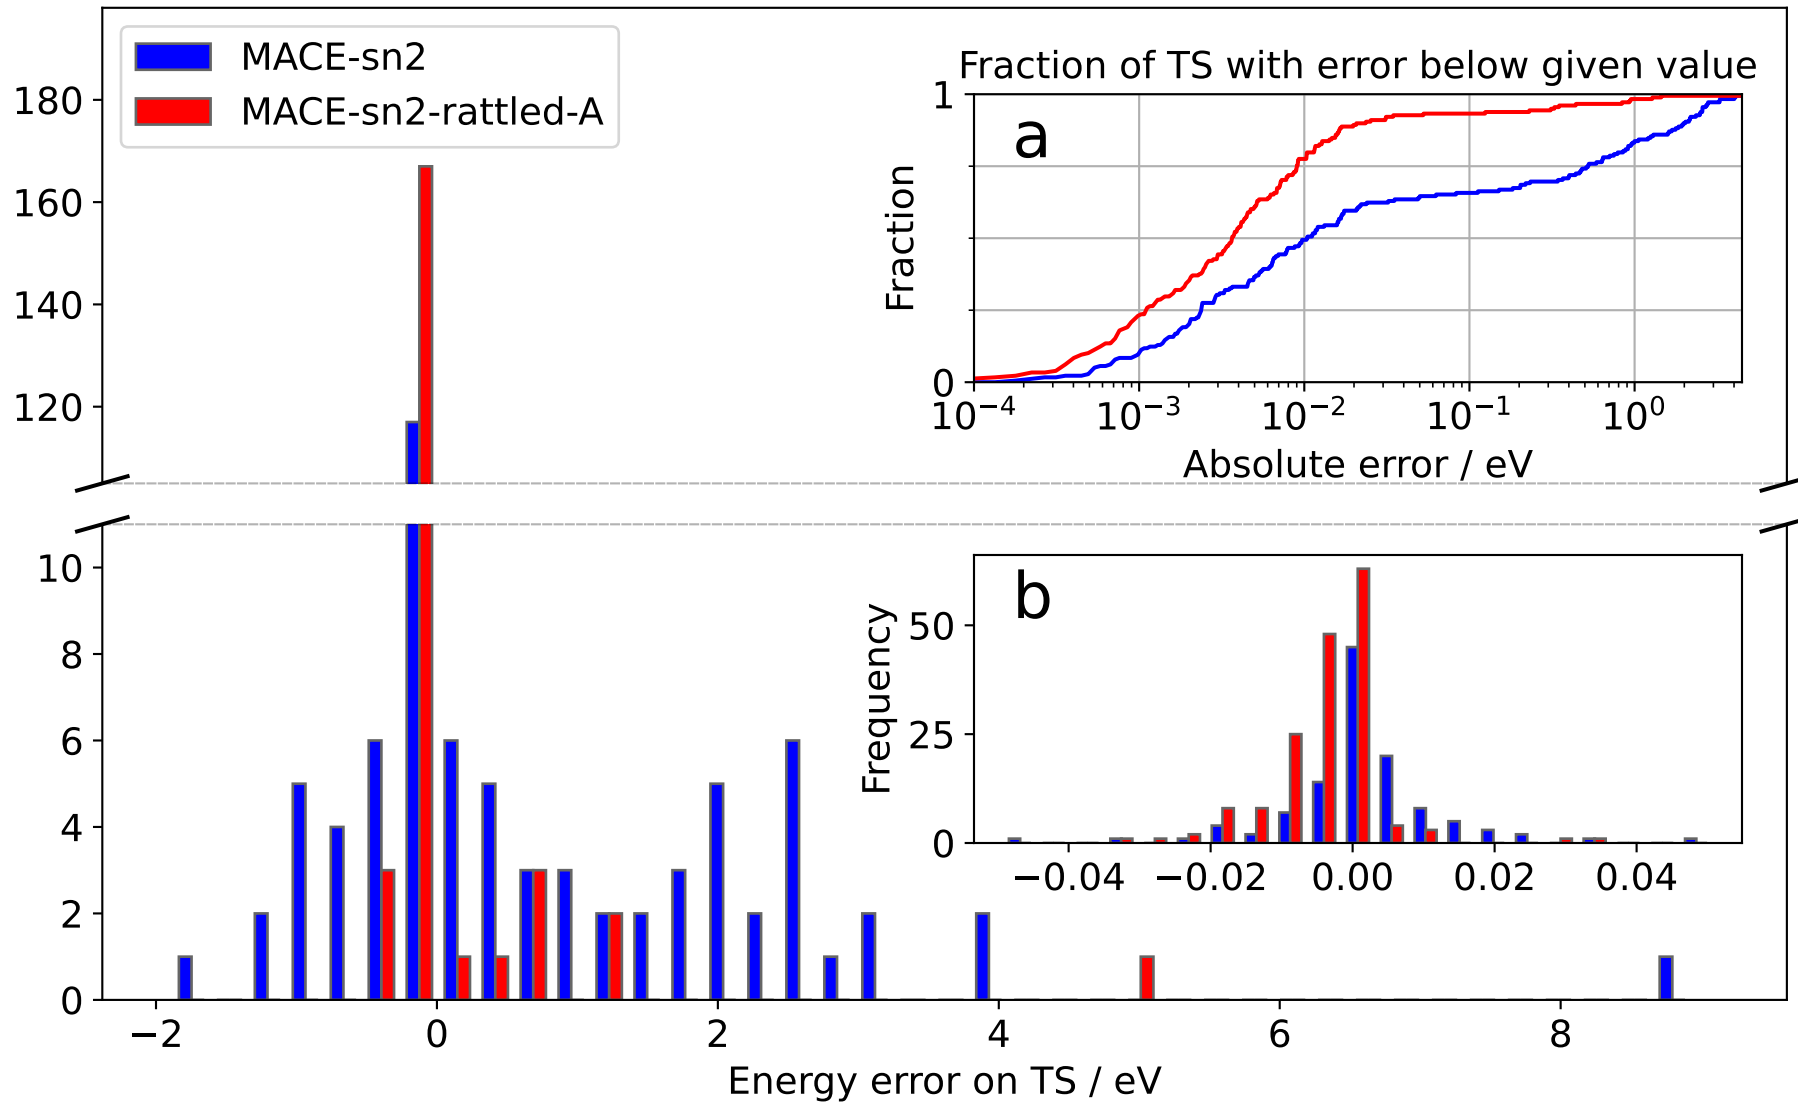 MACE-sn2
MACE-sn2-rattled-A
180
160
140
120
Fraction of TS with error below given value
a
Fraction
1
0
10⁻⁴ 10⁻³ 10⁻² 10⁻¹ 10⁰
Absolute error / eV
10
8
6
4
2
0
b
Frequency
50
25
0
−0.04 −0.02 0.00 0.02 0.04
−2 0 2 4 6 8
Energy error on TS / eV